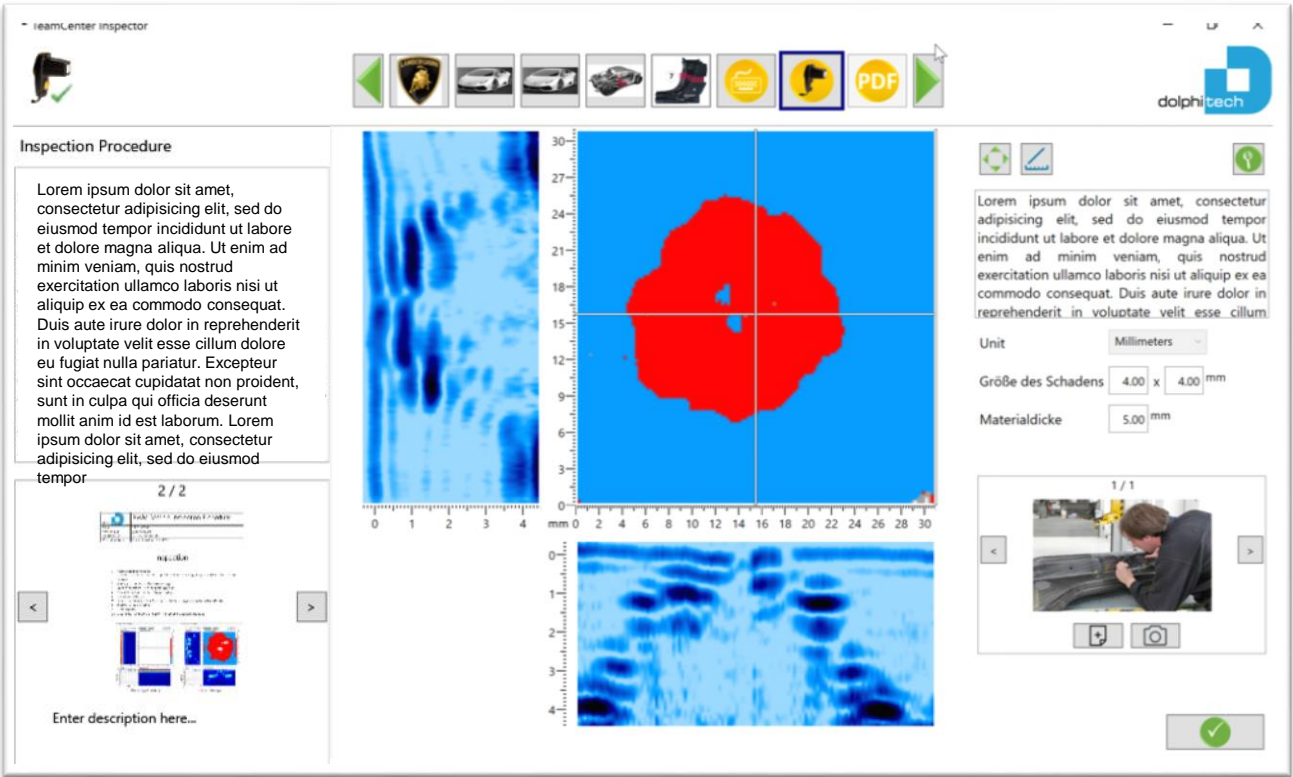 TeamCenter Inspector
7
PDF
dolphitech
Inspection Procedure
Lorem ipsum dolor sit amet,
consectetur adipisicing elit, sed do
eiusmod tempor incididunt ut labore
et dolore magna aliqua. Ut enim ad
minim veniam, quis nostrud
exercitation ullamco laboris nisi ut
aliquip ex ea commodo consequat.
Duis aute irure dolor in reprehenderit
in voluptate velit esse cillum dolore
eu fugiat nulla pariatur. Excepteur
sint occaecat cupidatat non proident,
sunt in culpa qui officia deserunt
mollit anim id est laborum. Lorem
ipsum dolor sit amet, consectetur
adipisicing elit, sed do eiusmod
tempor
2 / 2
< >
Enter description here...
30
27
24
21
18
15
12
9
6
3
0
0 1 2 3 4
mm 0 2 4 6 8 10 12 14 16 18 20 22 24 26 28 30
0
1
2
3
4
Lorem ipsum dolor sit amet, consectetur
adipisicing elit, sed do eiusmod tempor
incididunt ut labore et dolore magna aliqua. Ut
enim ad minim veniam, quis nostrud
exercitation ullamco laboris nisi ut aliquip ex ea
commodo consequat. Duis aute irure dolor in
reprehenderit in voluptate velit esse cillum
Unit Millimeters
Größe des Schadens 4.00 x 4.00 mm
Materialdicke 5.00 mm
1 / 1
< >